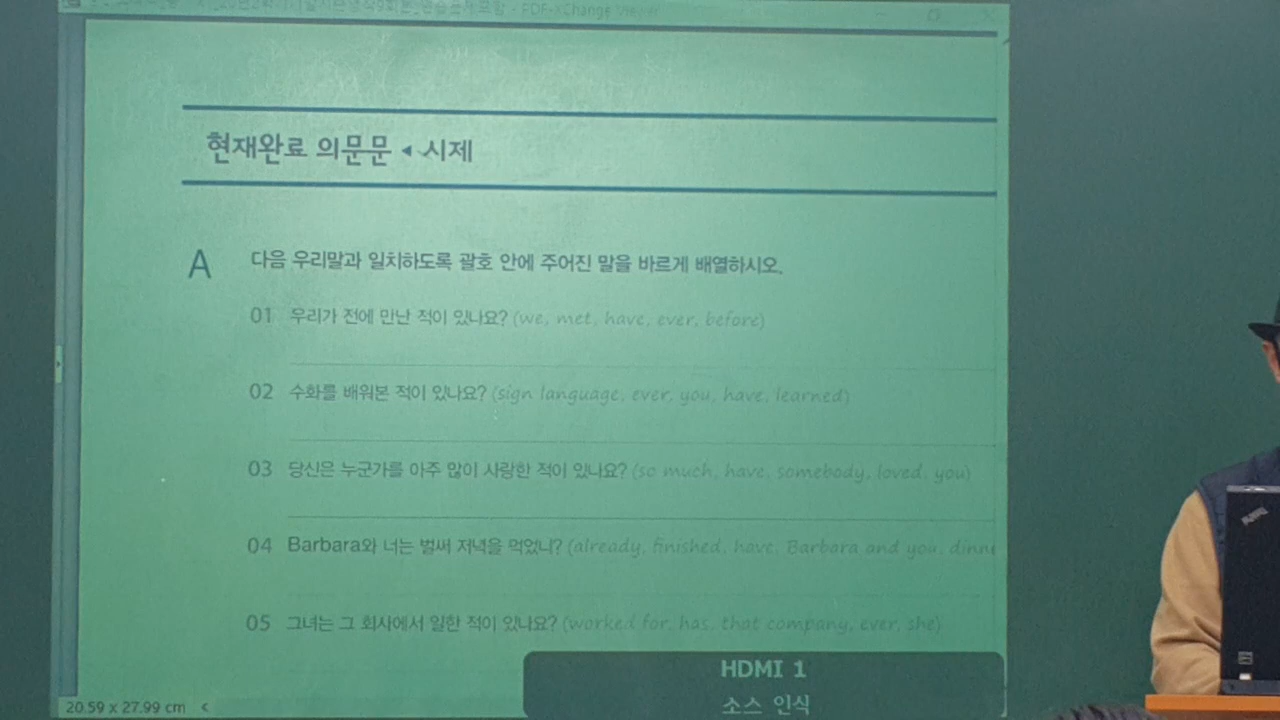 PDF-XChange Viewer
현재완료 의문문 ◂ 시제
A 다음 우리말과 일치하도록 괄호 안에 주어진 말을 바르게 배열하시오.
01 우리가 전에 만난 적이 있나요? (we, met, have, ever, before)
02 수화를 배워본 적이 있나요? (sign language, ever, you, have, learned)
03 당신은 누군가를 아주 많이 사랑한 적이 있나요? (so much, have, somebody, loved, you)
04 Barbara와 너는 벌써 저녁을 먹었니? (already, finished, have, Barbara and you, dinn
05 그녀는 그 회사에서 일한 적이 있나요? (worked for, has, that company, ever, she)
HDMI 1
소스 인식
20.59 x 27.99 cm